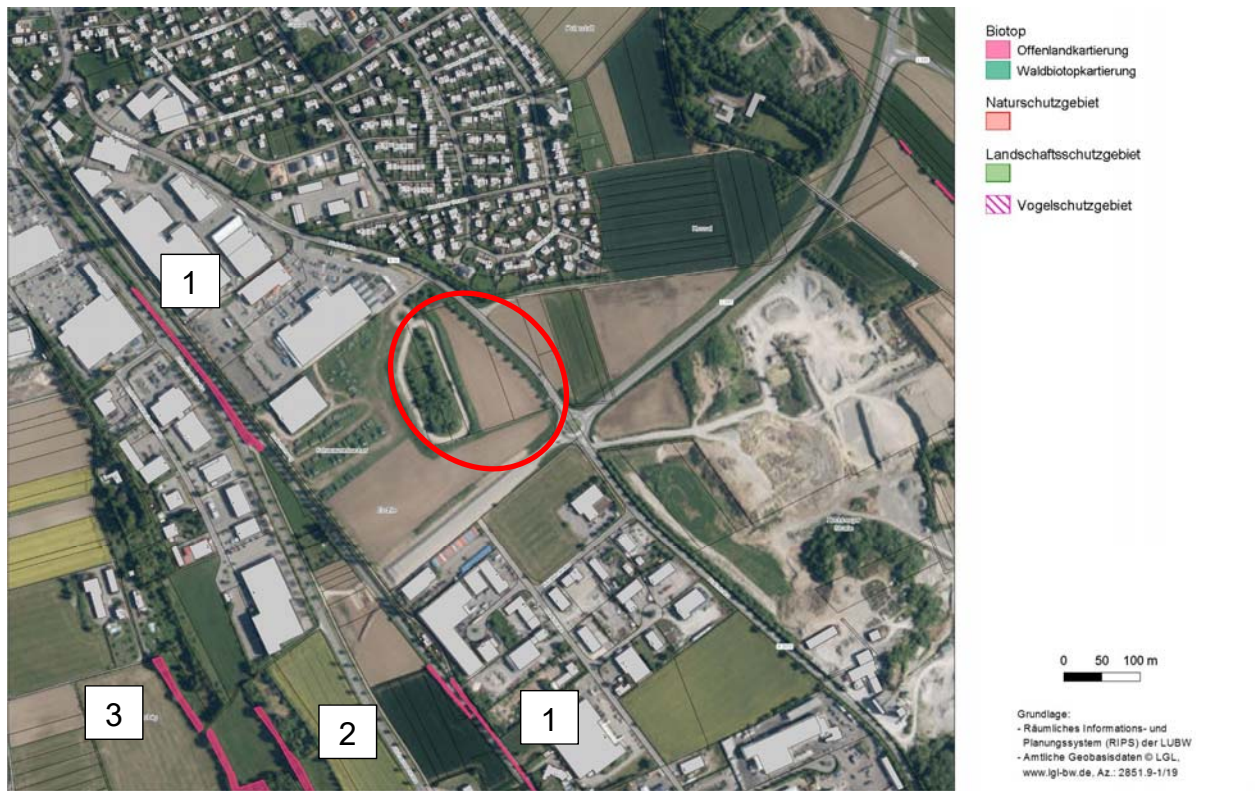 Biotop
Offenlandkartierung
Waldbiotopkartierung
Naturschutzgebiet
Landschaftsschutzgebiet
Vogelschutzgebiet
1
3
2
1
0 50 100 m
Grundlage:
- Räumliches Informations- und
Planungssystem (RIPS) der LUBW
- Amtliche Geobasisdaten © LGL,
www.lgl-bw.de, Az.: 2851.9-1/19